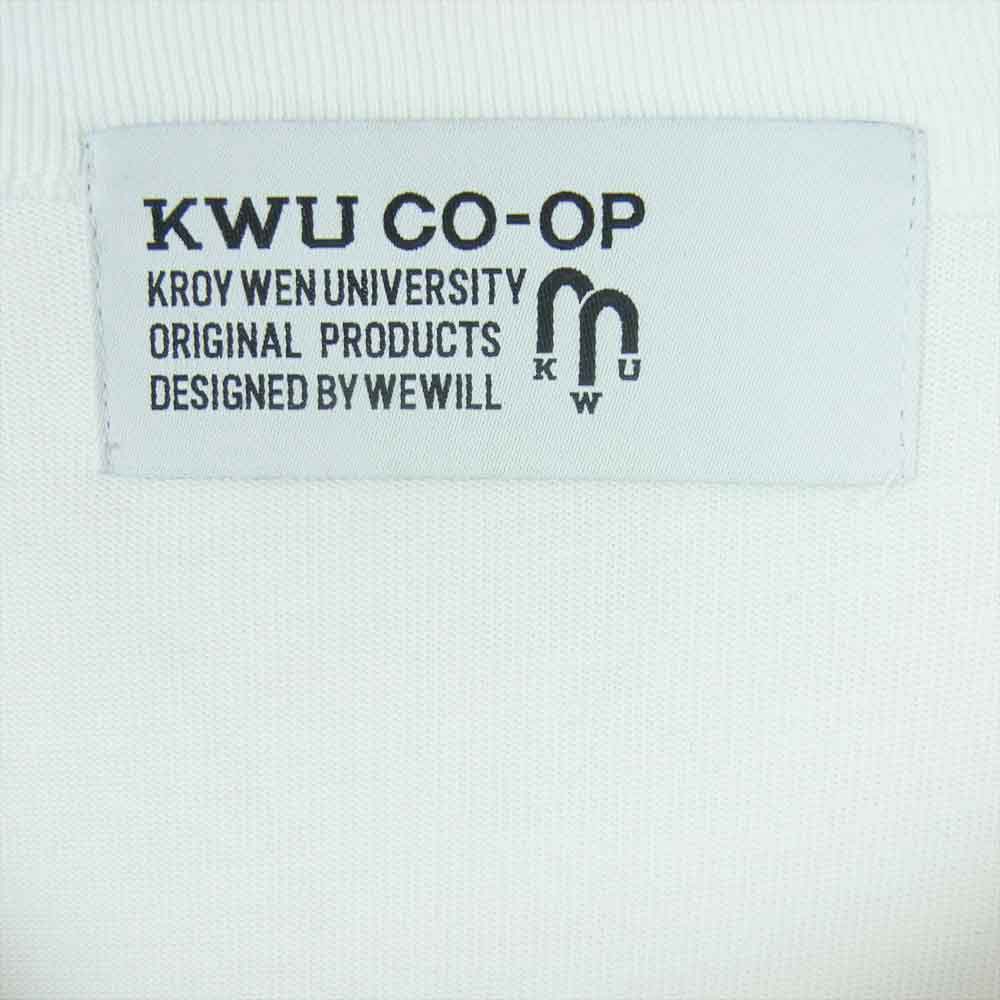 KWU CO-OP
KROY WEN UNIVERSITY
ORIGINAL PRODUCTS
DESIGNED BY WEWILL
K W U